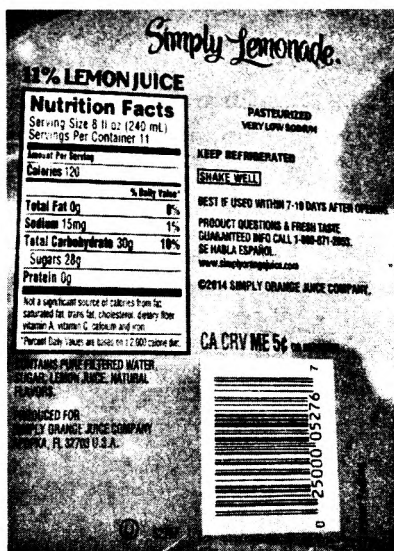 Simply Lemonade.
11% LEMON JUICE
Nutrition Facts
Serving Size 8 fl oz (240 mL)
Servings Per Container 11
Amount Per Serving
Calories 120
% Daily Value*
Total Fat 0g 0%
Sodium 15mg 1%
Total Carbohydrate 30g 10%
Sugars 28g
Protein 0g
Not a significant source of calories from fat,
saturated fat, trans fat, cholesterol, dietary fiber,
vitamin A, vitamin C, calcium and iron.
*Percent Daily Values are based on a 2,000 calorie diet.
CONTAINS PURE FILTERED WATER,
SUGAR, LEMON JUICE, NATURAL
FLAVORS.
PRODUCED FOR
SIMPLY ORANGE JUICE COMPANY
APOPKA, FL 32703 U.S.A.
PASTEURIZED
VERY LOW SODIUM
KEEP REFRIGERATED
SHAKE WELL
BEST IF USED WITHIN 7-10 DAYS AFTER OPENING.
PRODUCT QUESTIONS & FRESH TASTE
GUARANTEED INFO CALL 1-800-871-2653.
SE HABLA ESPAÑOL.
www.simplyorangejuice.com
©2014 SIMPLY ORANGE JUICE COMPANY.
CA CRV ME 5¢
0 25000 05276 7